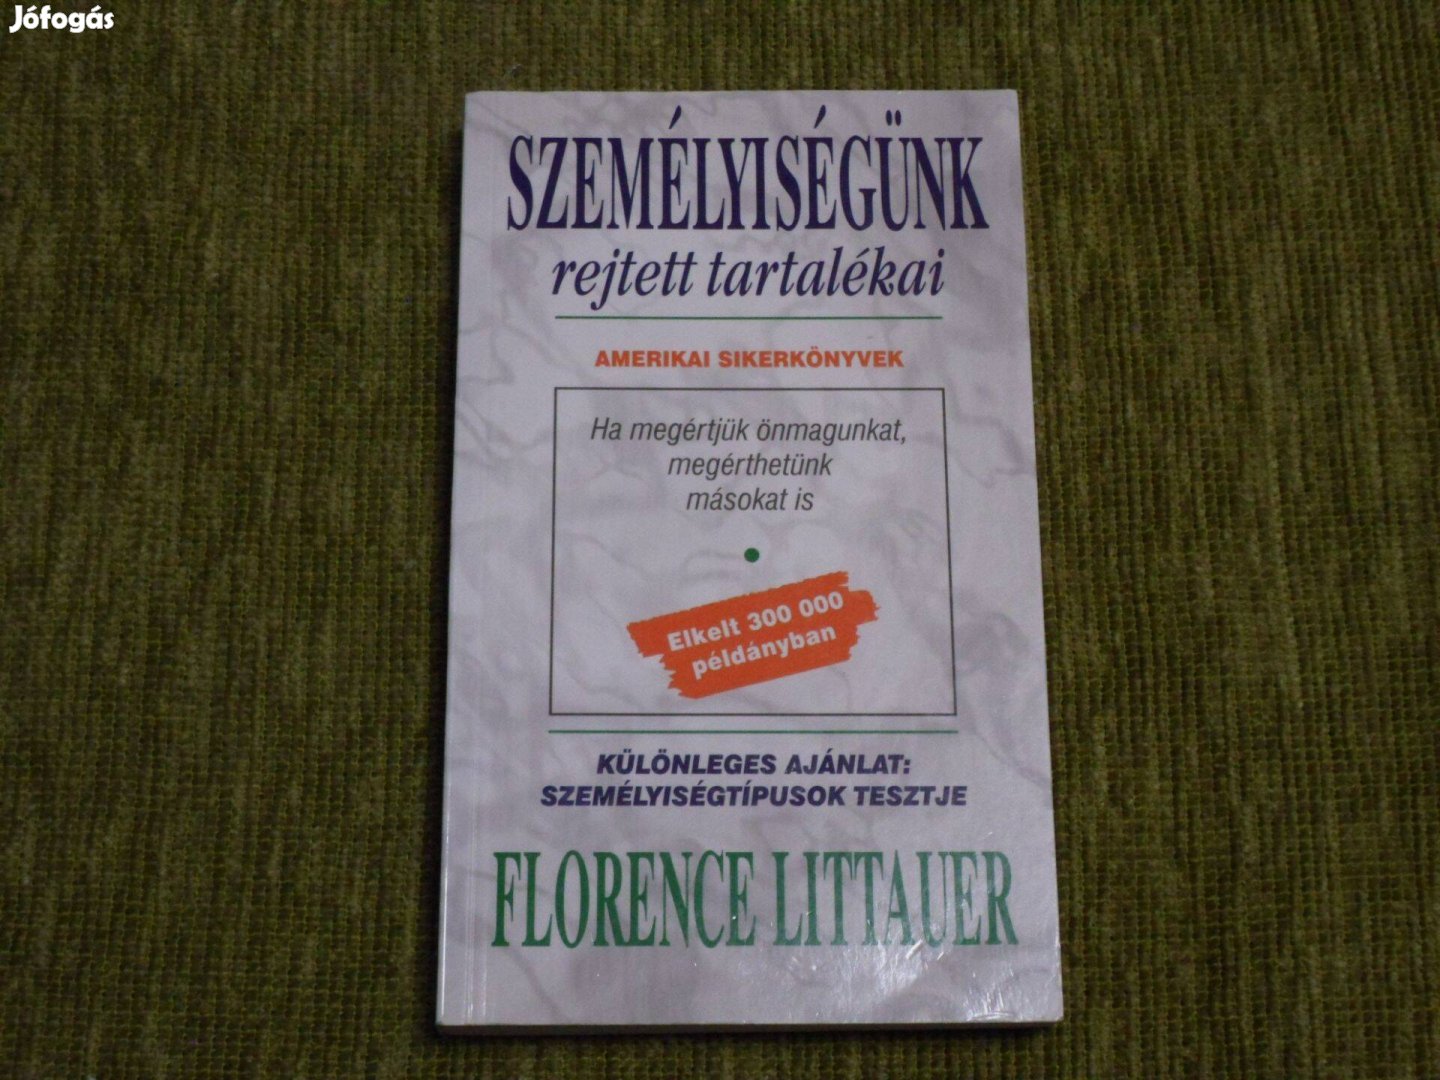 Jófogás
SZEMÉLYISÉGÜNK
rejtett tartalékai
AMERIKAI SIKERKÖNYVEK
Ha megértjük önmagunkat,
megérthetünk
másokat is
Elkelt 300 000
példányban
KÜLÖNLEGES AJÁNLAT:
SZEMÉLYISÉGTÍPUSOK TESZTJE
FLORENCE LITTAUER